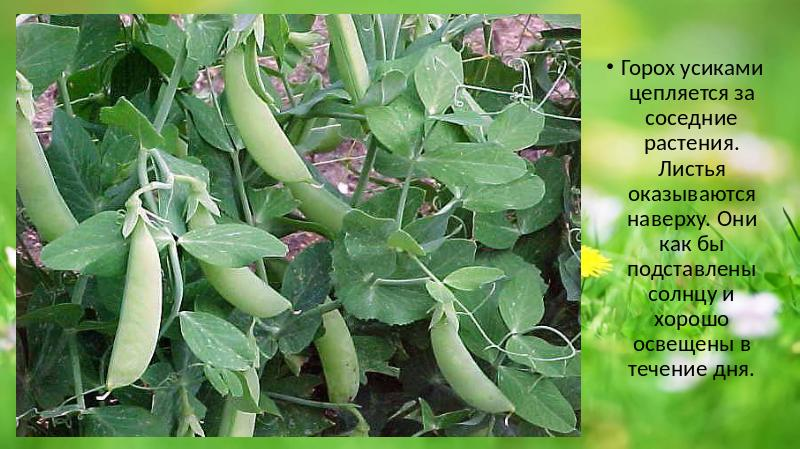 • Горох усиками
цепляется за
соседние
растения.
Листья
оказываются
наверху. Они
как бы
подставлены
солнцу и
хорошо
освещены в
течение дня.